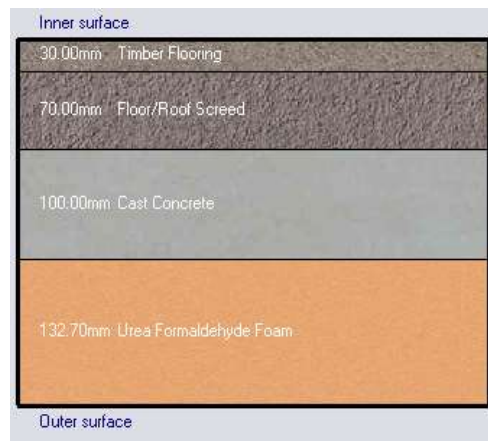 Inner surface
30.00mm Timber Flooring
70.00mm Floor/Roof Screed
100.00mm Cast Concrete
132.70mm Urea Formaldehyde Foam
Outer surface